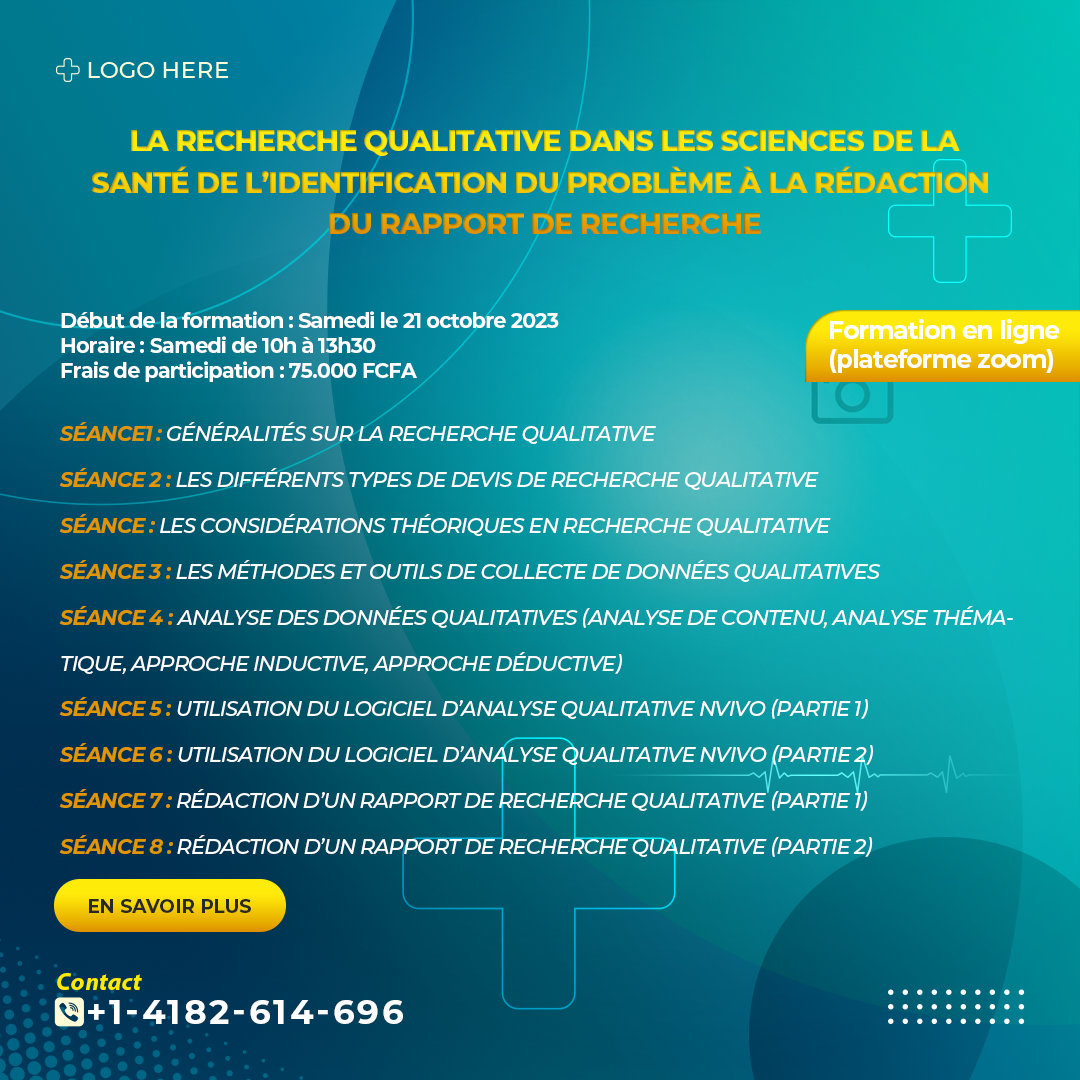 LOGO HERE
LA RECHERCHE QUALITATIVE DANS LES SCIENCES DE LA
SANTÉ DE L’IDENTIFICATION DU PROBLÈME À LA RÉDACTION
DU RAPPORT DE RECHERCHE
Début de la formation : Samedi le 21 octobre 2023
Horaire : Samedi de 10h à 13h30
Frais de participation : 75.000 FCFA
Formation en ligne
(plateforme zoom)
SÉANCE1 : GÉNÉRALITÉS SUR LA RECHERCHE QUALITATIVE
SÉANCE 2 : LES DIFFÉRENTS TYPES DE DEVIS DE RECHERCHE QUALITATIVE
SÉANCE : LES CONSIDÉRATIONS THÉORIQUES EN RECHERCHE QUALITATIVE
SÉANCE 3 : LES MÉTHODES ET OUTILS DE COLLECTE DE DONNÉES QUALITATIVES
SÉANCE 4 : ANALYSE DES DONNÉES QUALITATIVES (ANALYSE DE CONTENU, ANALYSE THÉMA-
TIQUE, APPROCHE INDUCTIVE, APPROCHE DÉDUCTIVE)
SÉANCE 5 : UTILISATION DU LOGICIEL D’ANALYSE QUALITATIVE NVIVO (PARTIE 1)
SÉANCE 6 : UTILISATION DU LOGICIEL D’ANALYSE QUALITATIVE NVIVO (PARTIE 2)
SÉANCE 7 : RÉDACTION D’UN RAPPORT DE RECHERCHE QUALITATIVE (PARTIE 1)
SÉANCE 8 : RÉDACTION D’UN RAPPORT DE RECHERCHE QUALITATIVE (PARTIE 2)
EN SAVOIR PLUS
Contact
+1-4182-614-696